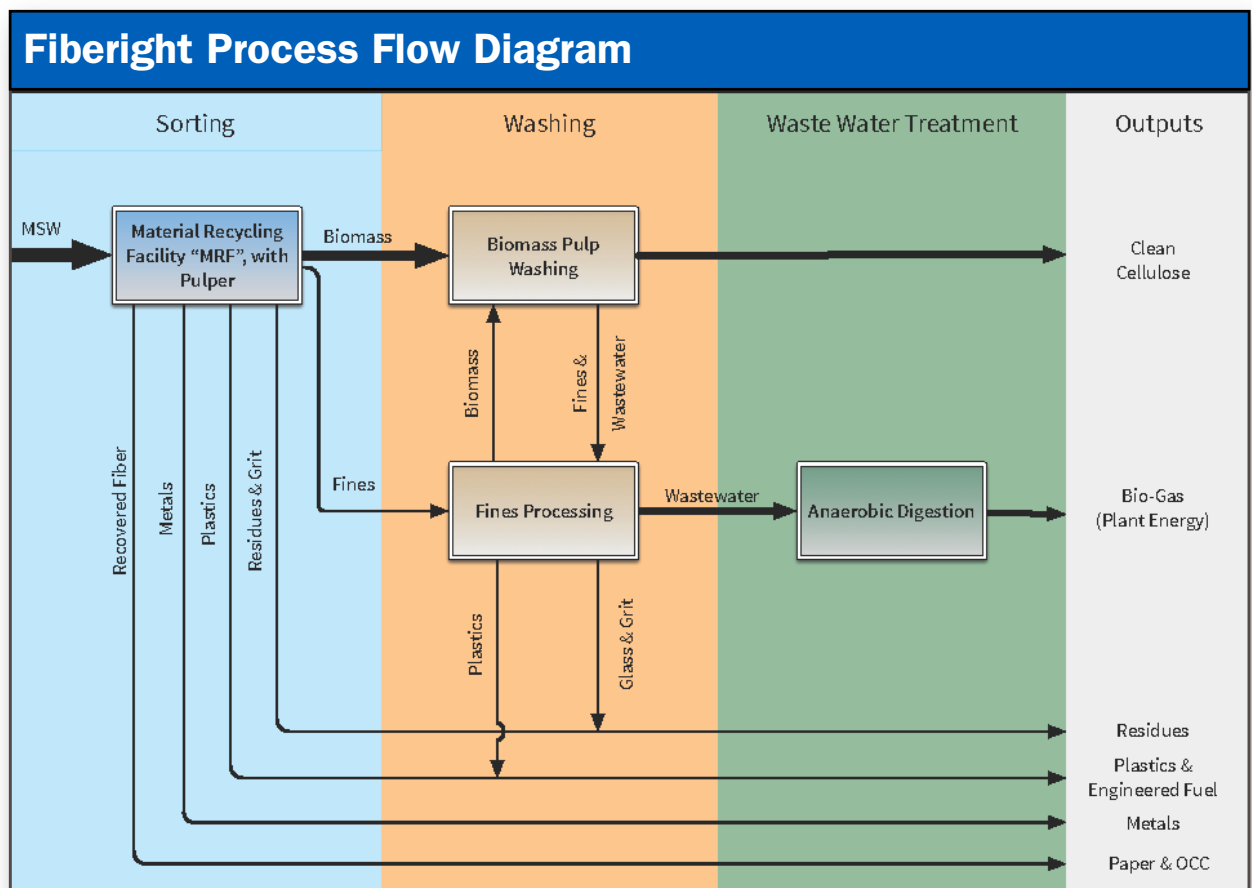 Fiberight Process Flow Diagram
Sorting
Washing
Waste Water Treatment
Outputs
MSW
Material Recycling
Facility “MRF”, with
Pulper
Biomass
Biomass Pulp
Washing
Clean
Cellulose
Biomass
Fines &
Wastewater
Recovered Fiber
Metals
Plastics
Residues & Grit
Fines
Fines Processing
Wastewater
Anaerobic Digestion
Bio-Gas
(Plant Energy)
Plastics
Glass & Grit
Residues
Plastics &
Engineered Fuel
Metals
Paper & OCC